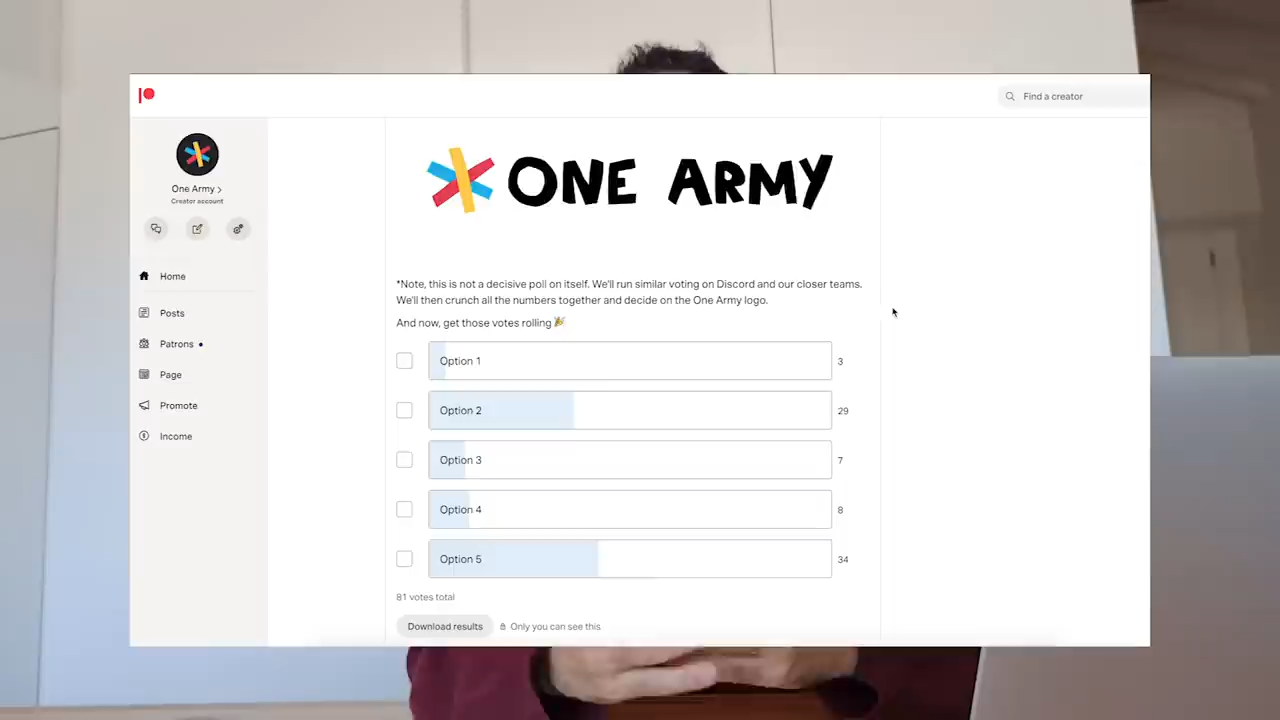 Find a creator
ONE ARMY
One Army >
Creator account
Home
Posts
Patrons
Page
Promote
Income
*Note, this is not a decisive poll on itself. We'll run similar voting on Discord and our closer teams.
We'll then crunch all the numbers together and decide on the One Army logo.
And now, get those votes rolling 🎉
Option 1 3
Option 2 29
Option 3 7
Option 4 8
Option 5 34
81 votes total
Download results Only you can see this